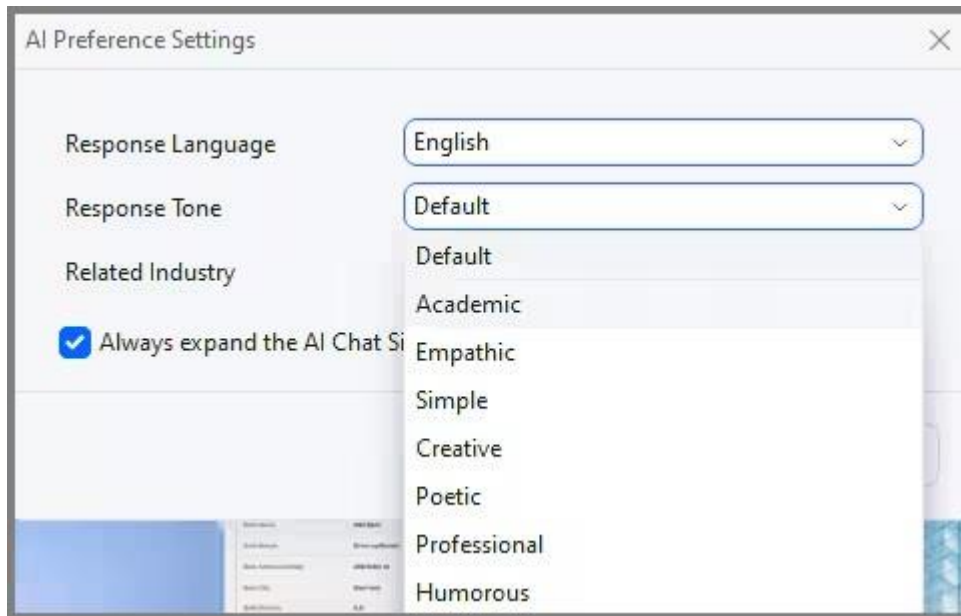 AI Preference Settings
Response Language
English
Response Tone
Default
Default
Related Industry
Academic
Always expand the AI Chat Si
Empathic
Simple
Creative
Poetic
Professional
Humorous